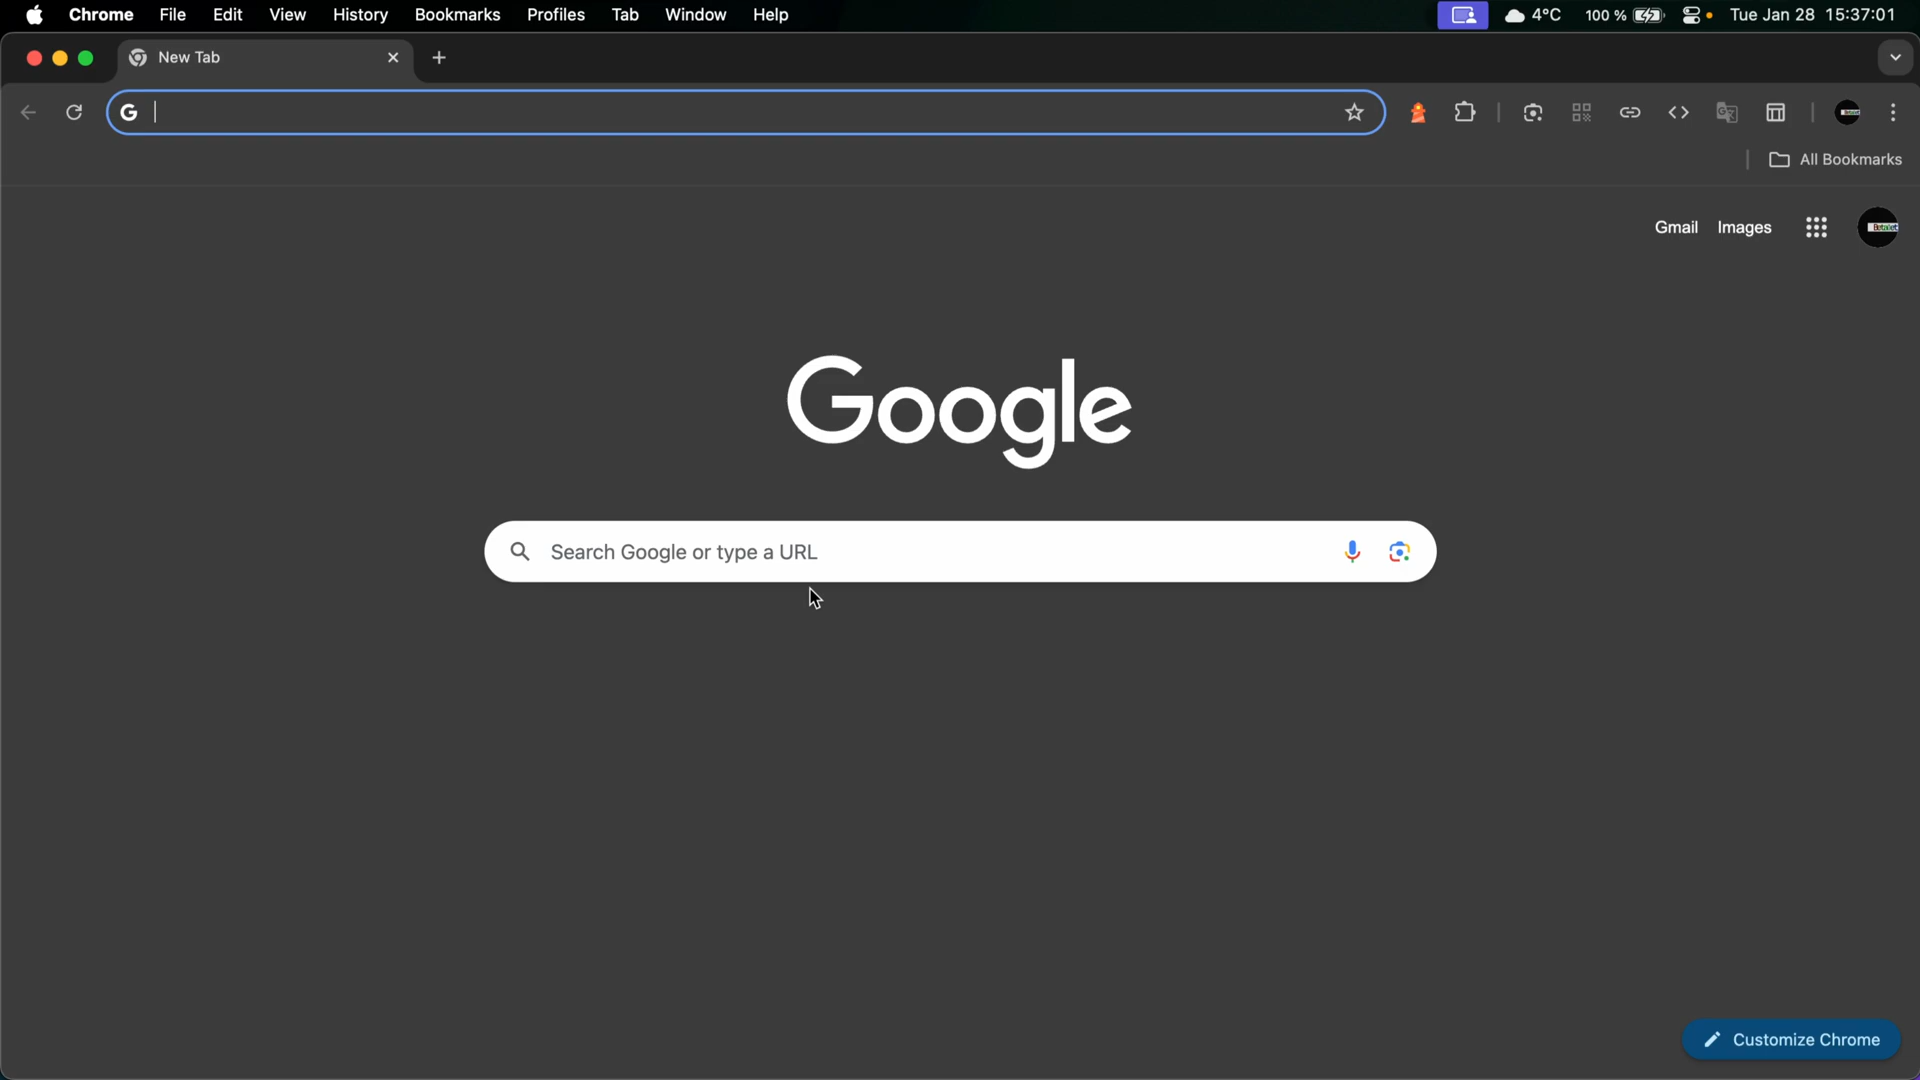 Chrome File Edit View History Bookmarks Profiles Tab Window Help 4°C 100 % Tue Jan 28 15:37:01
New Tab
All Bookmarks
Gmail Images
Google
Search Google or type a URL
Customize Chrome